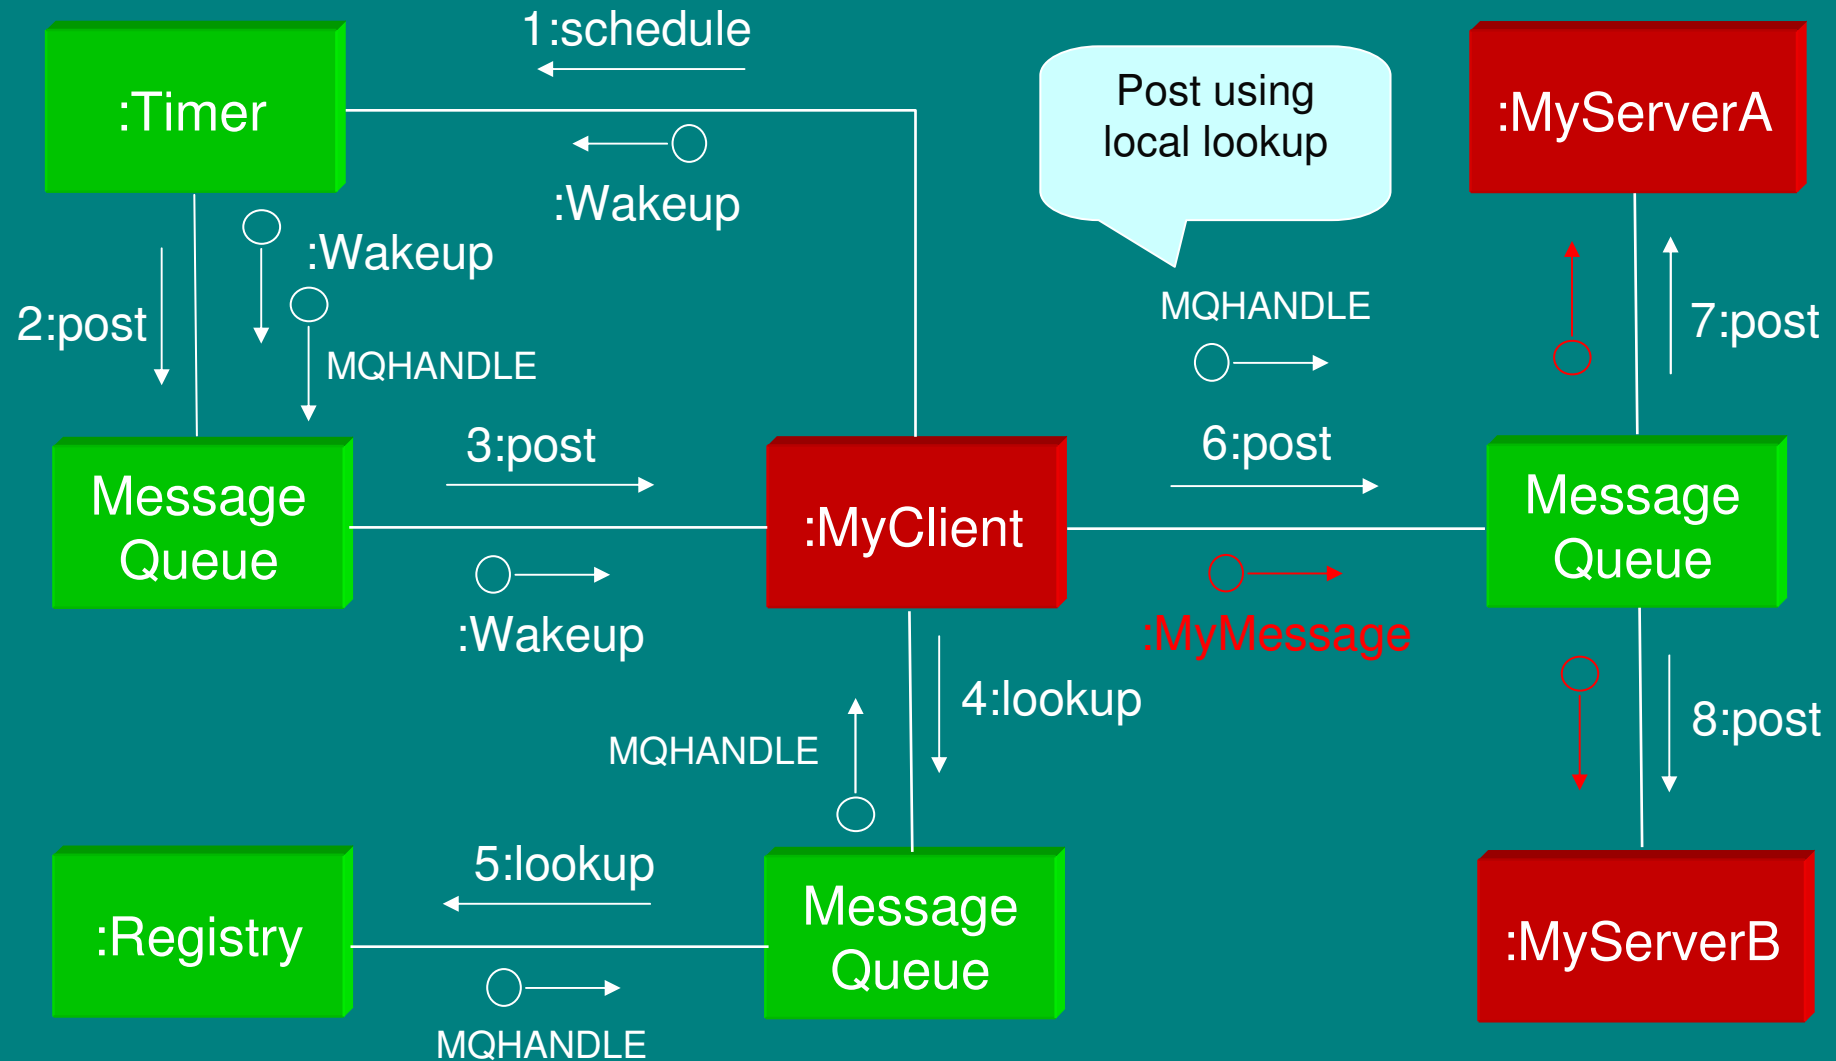 1:schedule
:Timer
Post using
local lookup
:MyServerA
:Wakeup
:Wakeup
2:post
MQHANDLE
MQHANDLE
7:post
3:post
6:post
Message
Queue
:MyClient
Message
Queue
:Wakeup
:MyMessage
4:lookup
MQHANDLE
8:post
5:lookup
:Registry
Message
Queue
:MyServerB
MQHANDLE